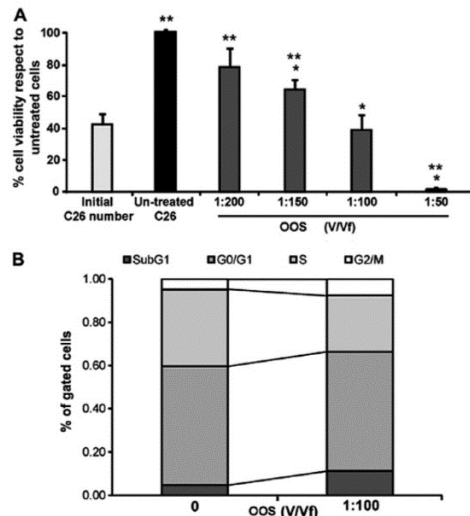 A
% cell viability respect to
untreated cells
120
100
80
60
40
20
0
**
**
**
*
*
**
*
Initial
C26 number
Un-treated
C26
1:200
1:150
1:100
1:50
OOS (V/Vf)
B
SubG1 G0/G1 S G2/M
% of gated cells
1.00
0.80
0.60
0.40
0.20
0.00
0
OOS (V/Vf)
1:100